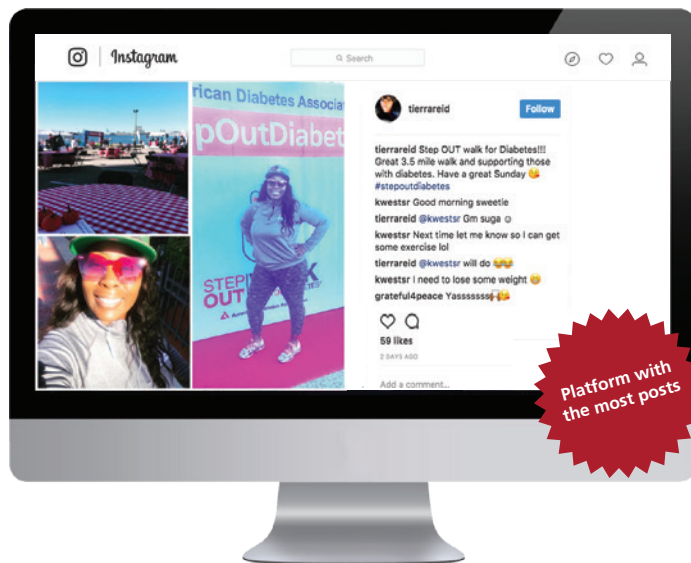 Instagram
Search
rican Diabetes Associa
pOutDiabet
STEP
OUT
tierrareid
Follow
tierrareid Step OUT walk for Diabetes!!!
Great 3.5 mile walk and supporting those
with diabetes. Have a great Sunday 😘
#stepoutdiabetes
kwestsr Good morning sweetie
tierrareid @kwestsr Gm suga ☺
kwestsr Next time let me know so I can get
some exercise lol
tierrareid @kwestsr will do 😂😂
kwestsr I need to lose some weight 😁
grateful4peace Yasssssss
59 likes
2 DAYS AGO
Add a comment...
Platform with
the most posts